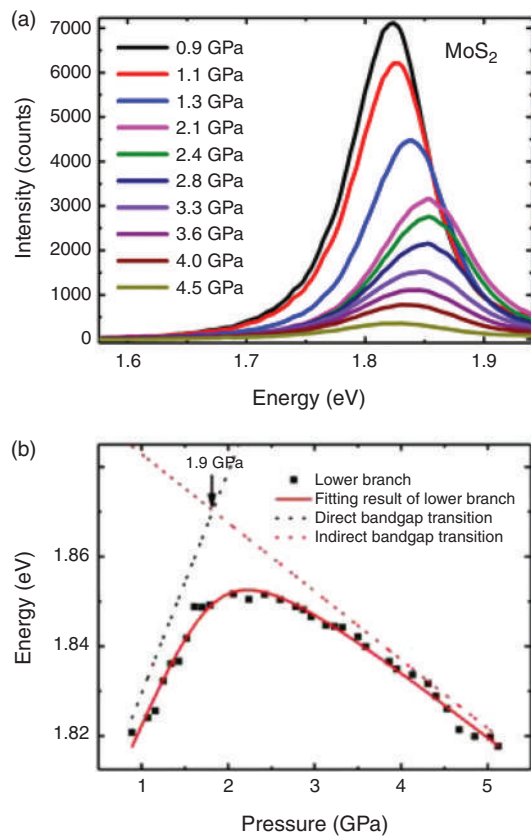 (a)
7000
6000
5000
4000
3000
2000
1000
0
Intensity (counts)
0.9 GPa
1.1 GPa
1.3 GPa
2.1 GPa
2.4 GPa
2.8 GPa
3.3 GPa
3.6 GPa
4.0 GPa
4.5 GPa
MoS₂
1.6 1.7 1.8 1.9
Energy (eV)
(b)
1.9 GPa
Lower branch
Fitting result of lower branch
Direct bandgap transition
Indirect bandgap transition
1.86
1.84
1.82
Energy (eV)
1 2 3 4 5
Pressure (GPa)